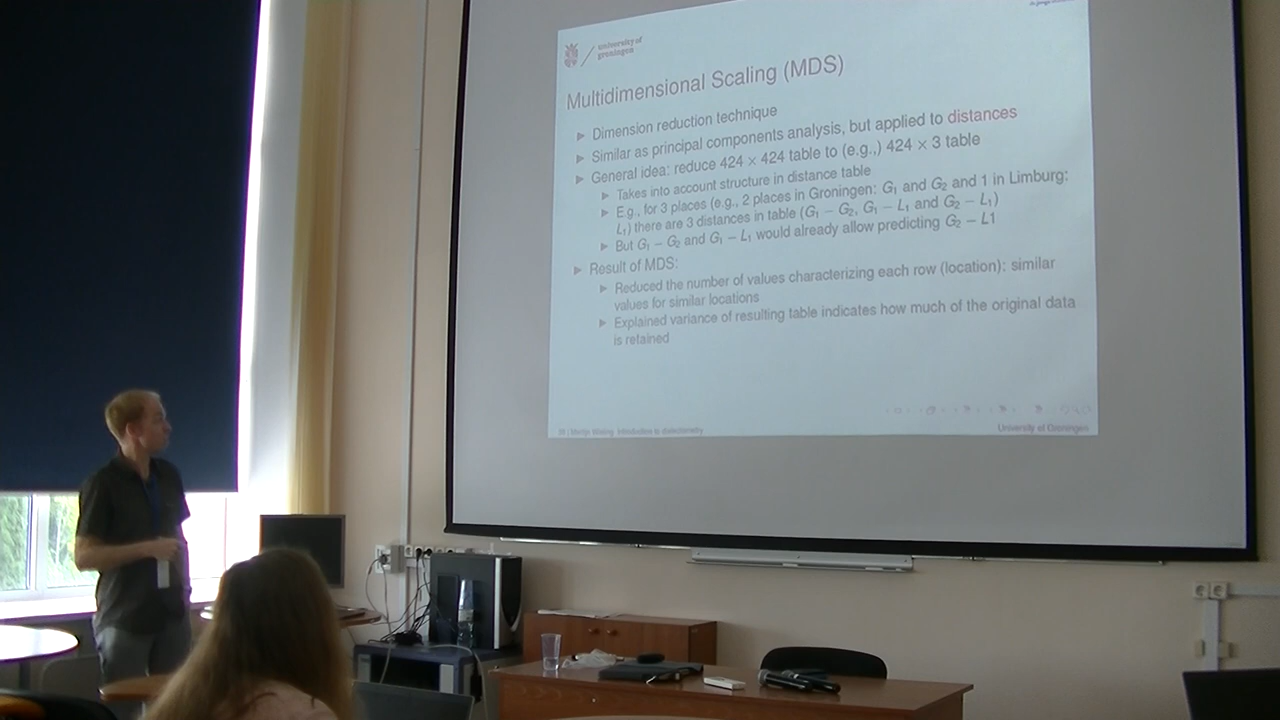 university of
groningen
Multidimensional Scaling (MDS)
Dimension reduction technique
Similar as principal components analysis, but applied to distances
General idea: reduce 424 × 424 table to (e.g.,) 424 × 3 table
Takes into account structure in distance table
E.g., for 3 places (e.g., 2 places in Groningen: G₁ and G₂ and 1 in Limburg:
L₁) there are 3 distances in table (G₁ − G₂, G₁ − L₁ and G₂ − L₁)
But G₁ − G₂ and G₁ − L₁ would already allow predicting G₂ − L1
Result of MDS:
Reduced the number of values characterizing each row (location): similar
values for similar locations
Explained variance of resulting table indicates how much of the original data
is retained
Introduction to dialectometry
University of Groningen